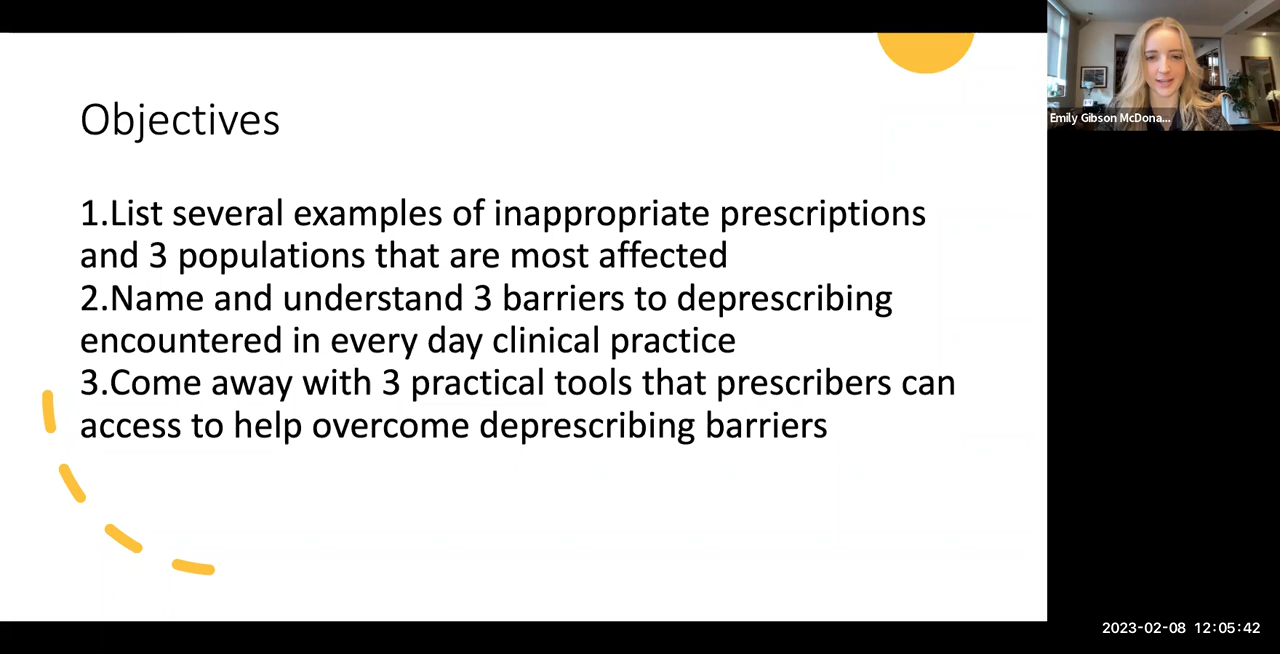 Objectives
1.List several examples of inappropriate prescriptions
and 3 populations that are most affected
2.Name and understand 3 barriers to deprescribing
encountered in every day clinical practice
3.Come away with 3 practical tools that prescribers can
access to help overcome deprescribing barriers
Emily Gibson McDona...
2023-02-08 12:05:42